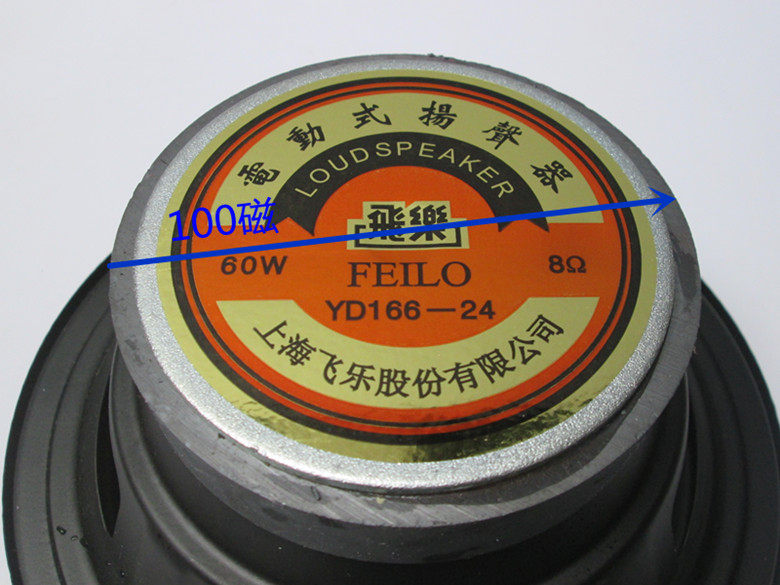 電動式揚聲器
LOUDSPEAKER
100磁
飛樂
60W
FEILO
8Ω
YD166—24
上海飞乐股份有限公司